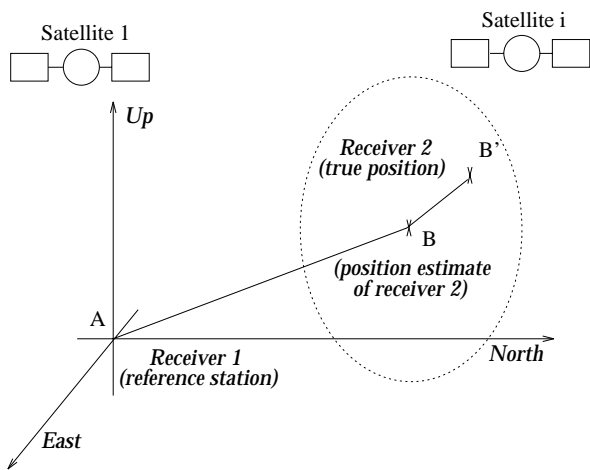 Satellite 1
Satellite i
Up
Receiver 2
(true position)
B'
B
(position estimate
of receiver 2)
A
Receiver 1
(reference station)
North
East